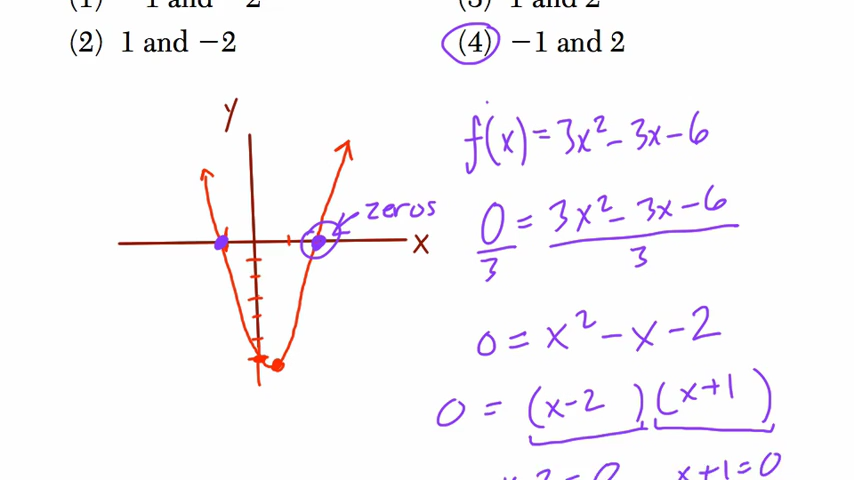 and
(2) 1 and −2
(4) −1 and 2
y
f(x) = 3x² − 3x − 6
zeros
x
0 = 3x² − 3x − 6
3 3
0 = x² − x − 2
0 = (x−2)(x+1)
x+1=0